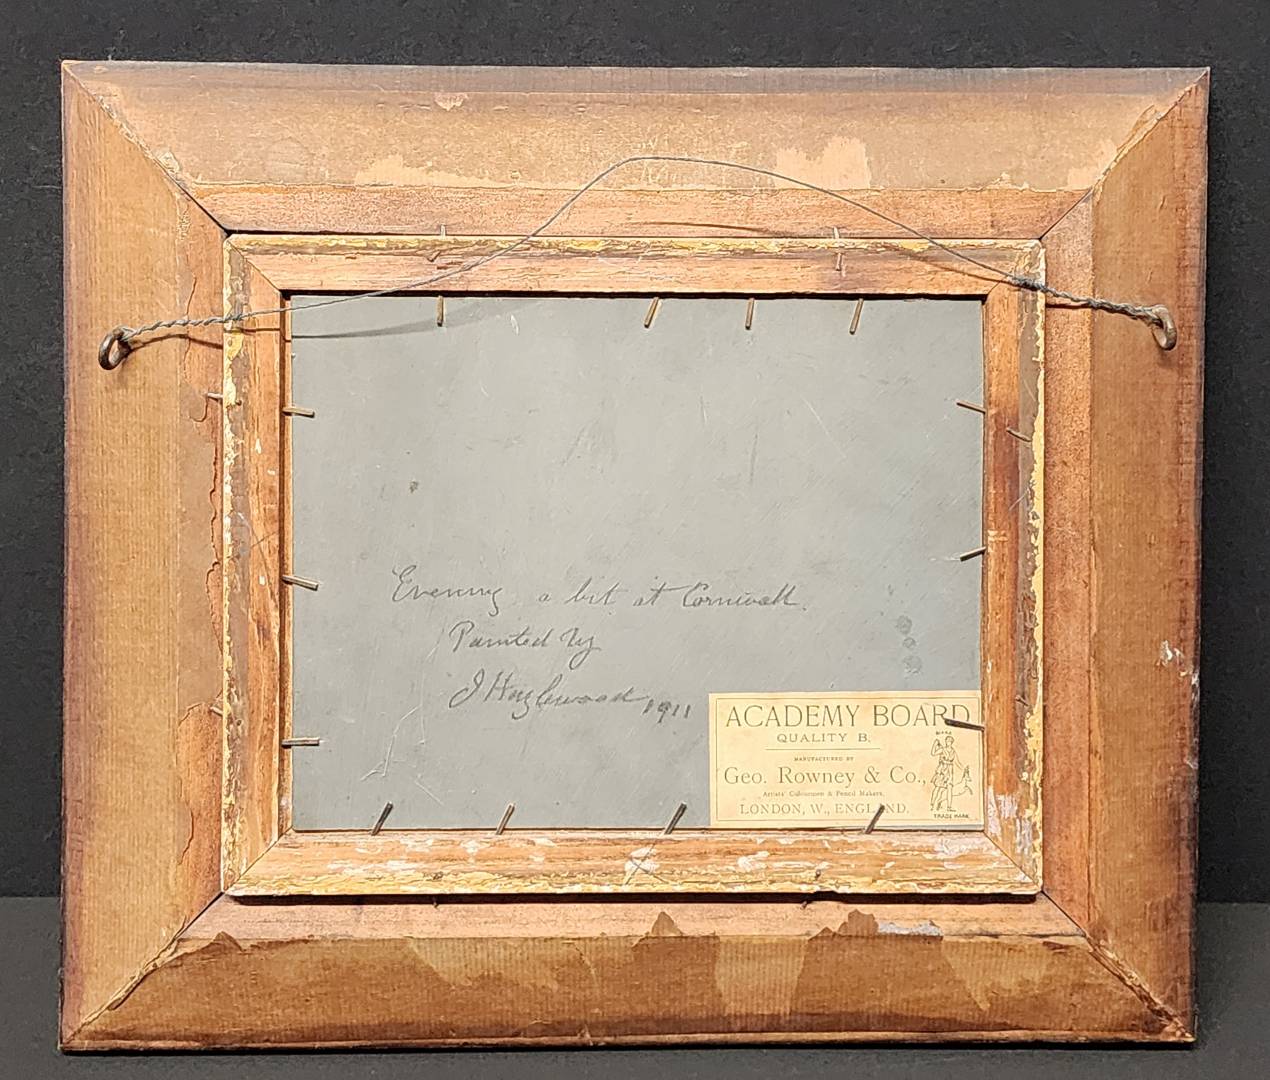 Evening a bit at Cornwall.
Painted by
J Hazlewood 1911
ACADEMY BOARD
QUALITY B.
MANUFACTURED BY
Geo. Rowney & Co.,
Artists' Colourmen & Pencil Makers,
LONDON, W., ENGLAND.
DIANA
TRADE MARK